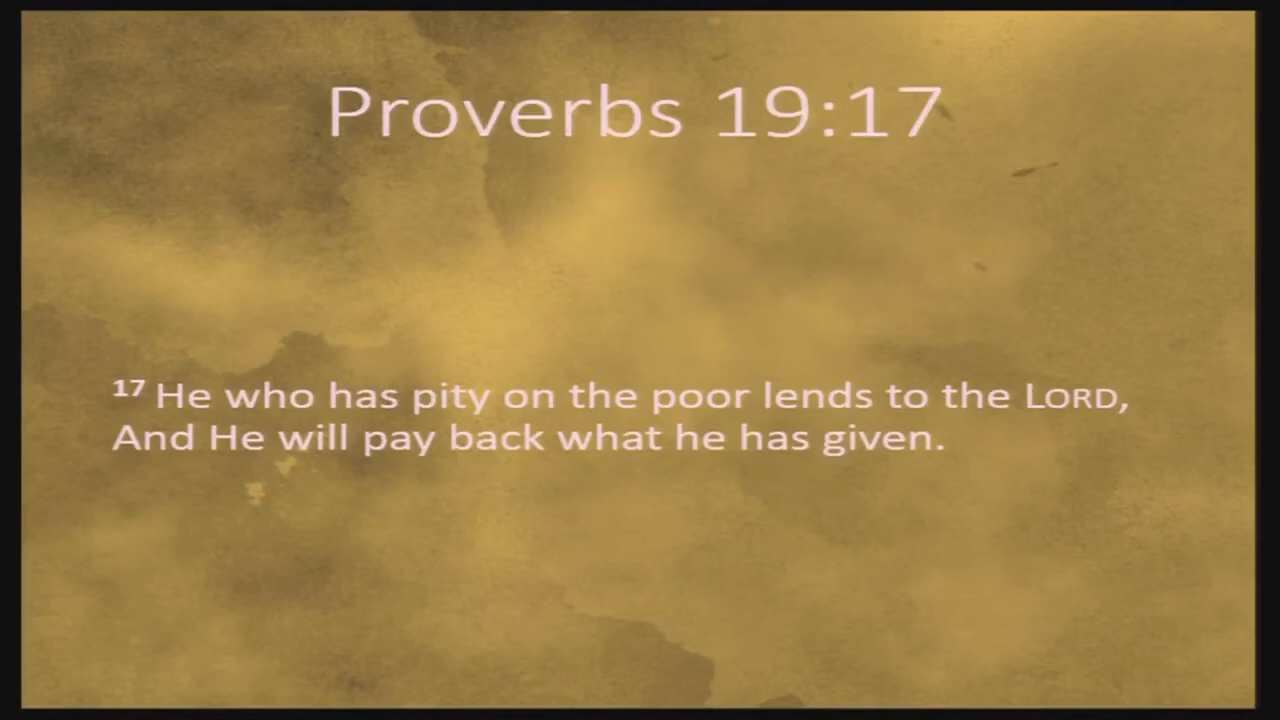 Proverbs 19:17
17 He who has pity on the poor lends to the LORD,
And He will pay back what he has given.